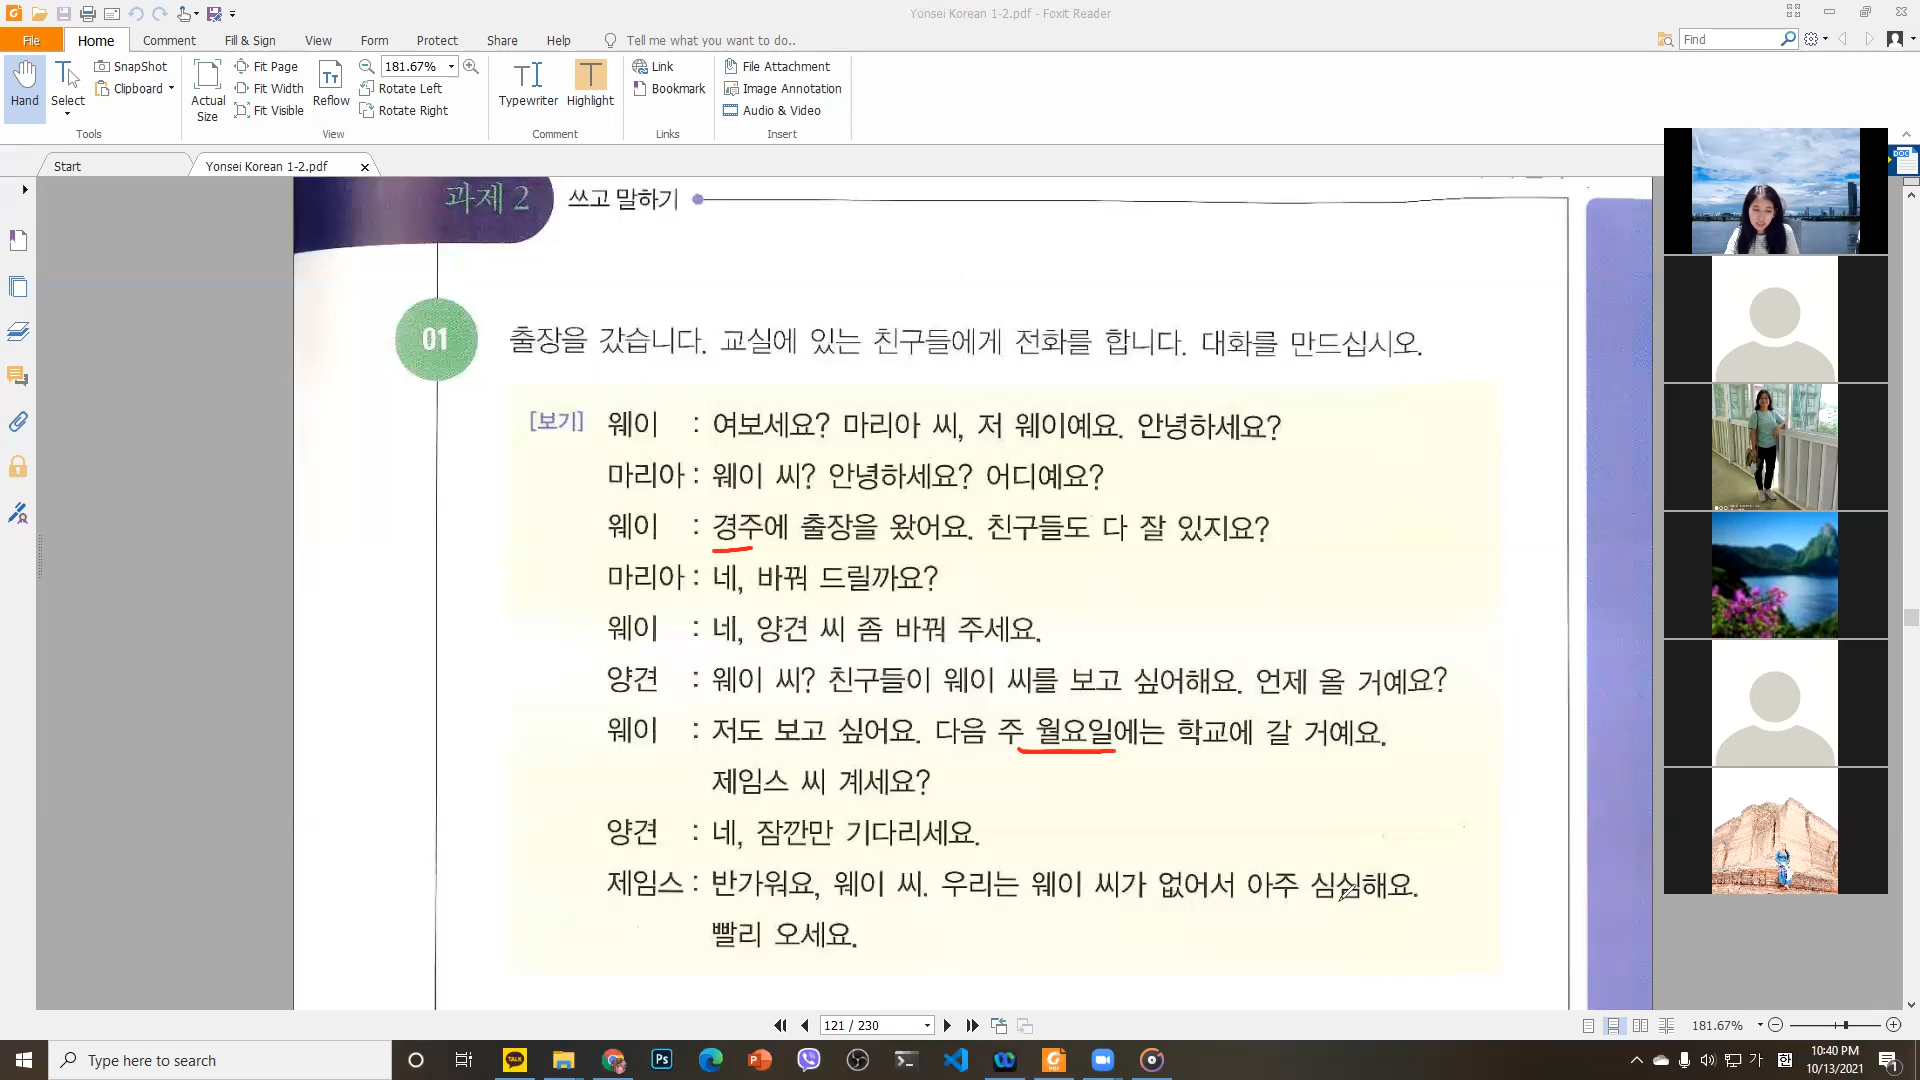 Yonsei Korean 1-2.pdf - Foxit Reader
File Home Comment Fill & Sign View Form Protect Share Help Tell me what you want to do.. Find
Hand
Select
SnapShot
Clipboard
Tools
Actual Size
Fit Page
Fit Width
Fit Visible
Reflow
181.67%
Rotate Left
Rotate Right
View
Typewriter
Highlight
Comment
Link
Bookmark
Links
File Attachment
Image Annotation
Audio & Video
Insert
Start
Yonsei Korean 1-2.pdf
DOC
과제 2 쓰고 말하기
01 출장을 갔습니다. 교실에 있는 친구들에게 전화를 합니다. 대화를 만드십시오.
[보기] 웨이 : 여보세요? 마리아 씨, 저 웨이예요. 안녕하세요?
마리아 : 웨이 씨? 안녕하세요? 어디예요?
웨이 : 경주에 출장을 왔어요. 친구들도 다 잘 있지요?
마리아 : 네, 바꿔 드릴까요?
웨이 : 네, 양견 씨 좀 바꿔 주세요.
양견 : 웨이 씨? 친구들이 웨이 씨를 보고 싶어해요. 언제 올 거예요?
웨이 : 저도 보고 싶어요. 다음 주 월요일에는 학교에 갈 거예요.
제임스 씨 계세요?
양견 : 네, 잠깐만 기다리세요.
제임스 : 반가워요, 웨이 씨. 우리는 웨이 씨가 없어서 아주 심심해요.
빨리 오세요.
121 / 230
181.67%
Type here to search
TALK
Ps
가
한
10:40 PM
10/13/2021
1